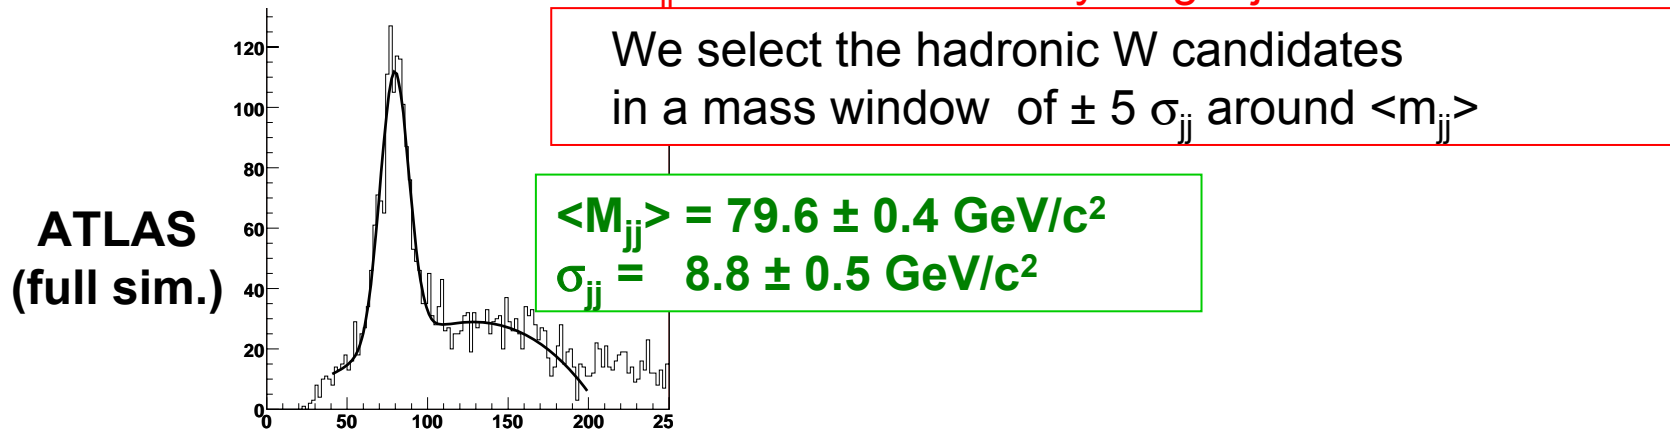 We select the hadronic W candidates
in a mass window of ± 5 σjj around <mjj>
<Mjj> = 79.6 ± 0.4 GeV/c2
σjj = 8.8 ± 0.5 GeV/c2
ATLAS
(full sim.)
120
100
80
60
40
20
0
0 50 100 150 200 25